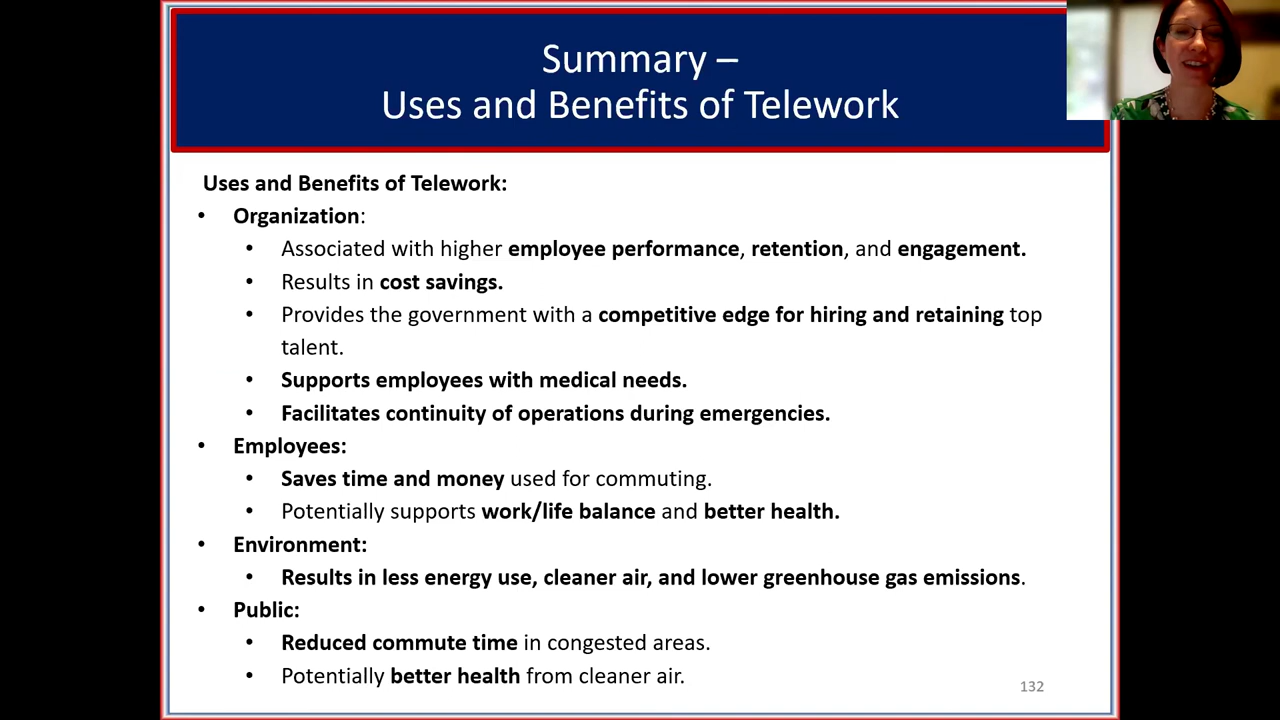 Summary –
Uses and Benefits of Telework
Uses and Benefits of Telework:
• Organization:
• Associated with higher employee performance, retention, and engagement.
• Results in cost savings.
• Provides the government with a competitive edge for hiring and retaining top
talent.
• Supports employees with medical needs.
• Facilitates continuity of operations during emergencies.
• Employees:
• Saves time and money used for commuting.
• Potentially supports work/life balance and better health.
• Environment:
• Results in less energy use, cleaner air, and lower greenhouse gas emissions.
• Public:
• Reduced commute time in congested areas.
• Potentially better health from cleaner air.
132